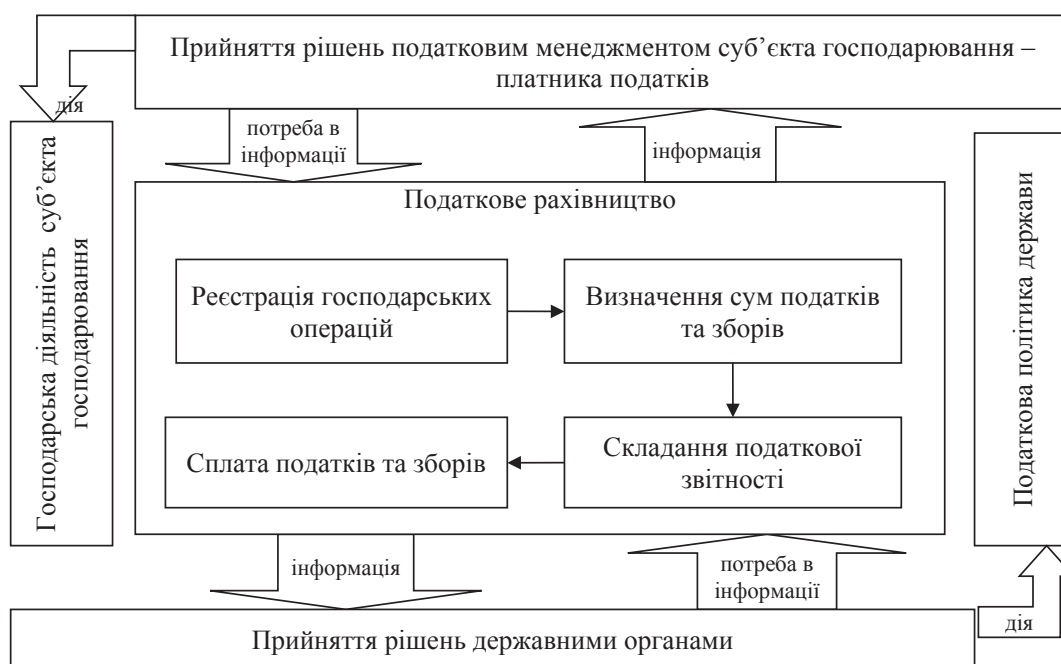 Прийняття рішень податковим менеджментом суб’єкта господарювання –
платника податків
дія
потреба в
інформації
інформація
Господарська діяльність суб’єкта
господарювання
Податкове рахівництво
Реєстрація господарських
операцій
Визначення сум податків
та зборів
Сплата податків та зборів
Складання податкової
звітності
Податкова політика держави
інформація
потреба в
інформації
дія
Прийняття рішень державними органами